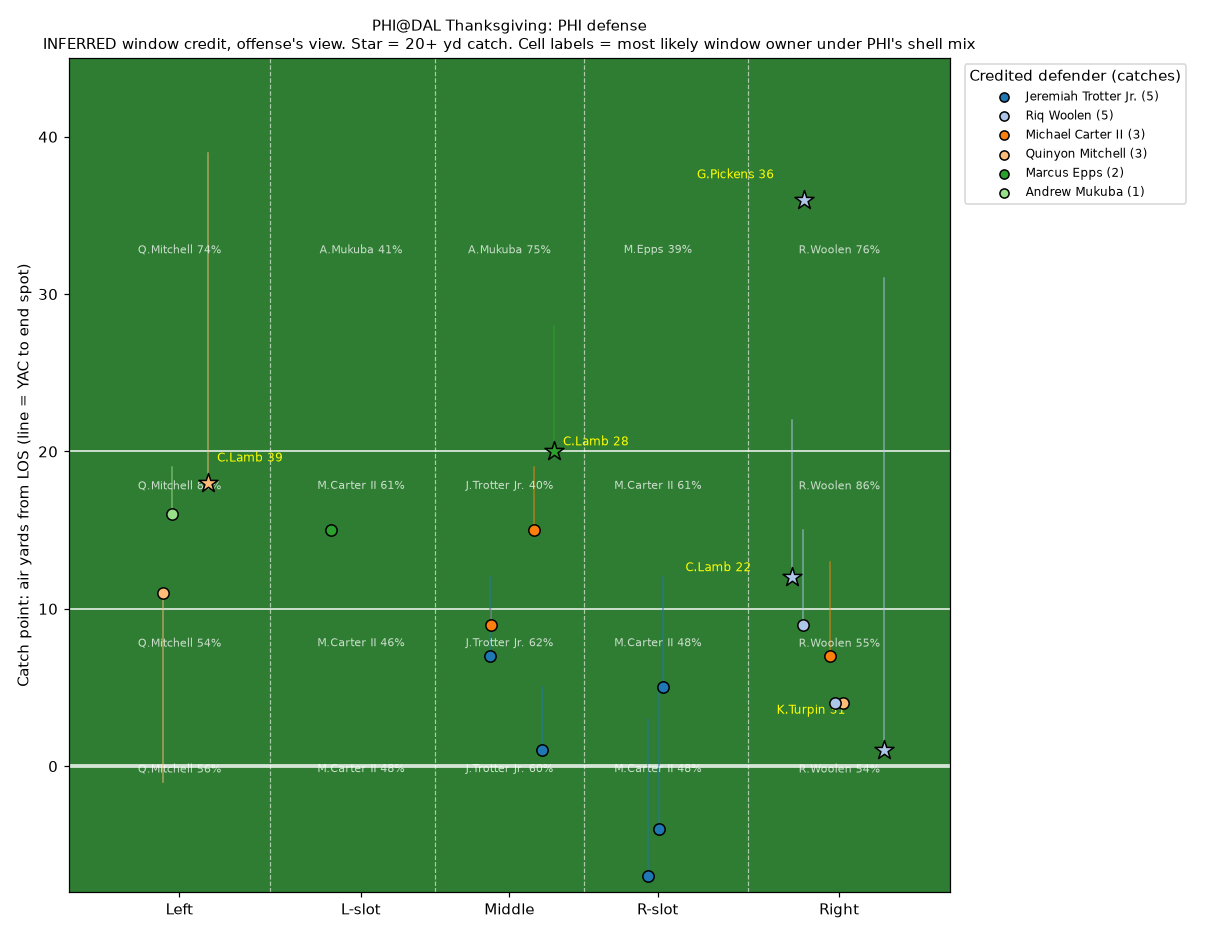 PHI@DAL Thanksgiving: PHI defense
INFERRED window credit, offense's view. Star = 20+ yd catch. Cell labels = most likely window owner under PHI's shell mix
Credited defender (catches)
Jeremiah Trotter Jr. (5)
Riq Woolen (5)
Michael Carter II (3)
Quinyon Mitchell (3)
Marcus Epps (2)
Andrew Mukuba (1)
Catch point: air yards from LOS (line = YAC to end spot)
40
30
20
10
0
G.Pickens 36
Q.Mitchell 74%
A.Mukuba 41%
A.Mukuba 75%
M.Epps 39%
R.Woolen 76%
C.Lamb 28
C.Lamb 39
Q.Mitchell
M.Carter II 61%
J.Trotter Jr. 40%
M.Carter II 61%
R.Woolen 86%
C.Lamb 22
Q.Mitchell 54%
M.Carter II 46%
J.Trotter Jr. 62%
M.Carter II 48%
R.Woolen 55%
K.Turpin 31
Q.Mitchell 56%
M.Carter II 48%
J.Trotter Jr. 60%
M.Carter II 48%
R.Woolen 54%
Left
L-slot
Middle
R-slot
Right